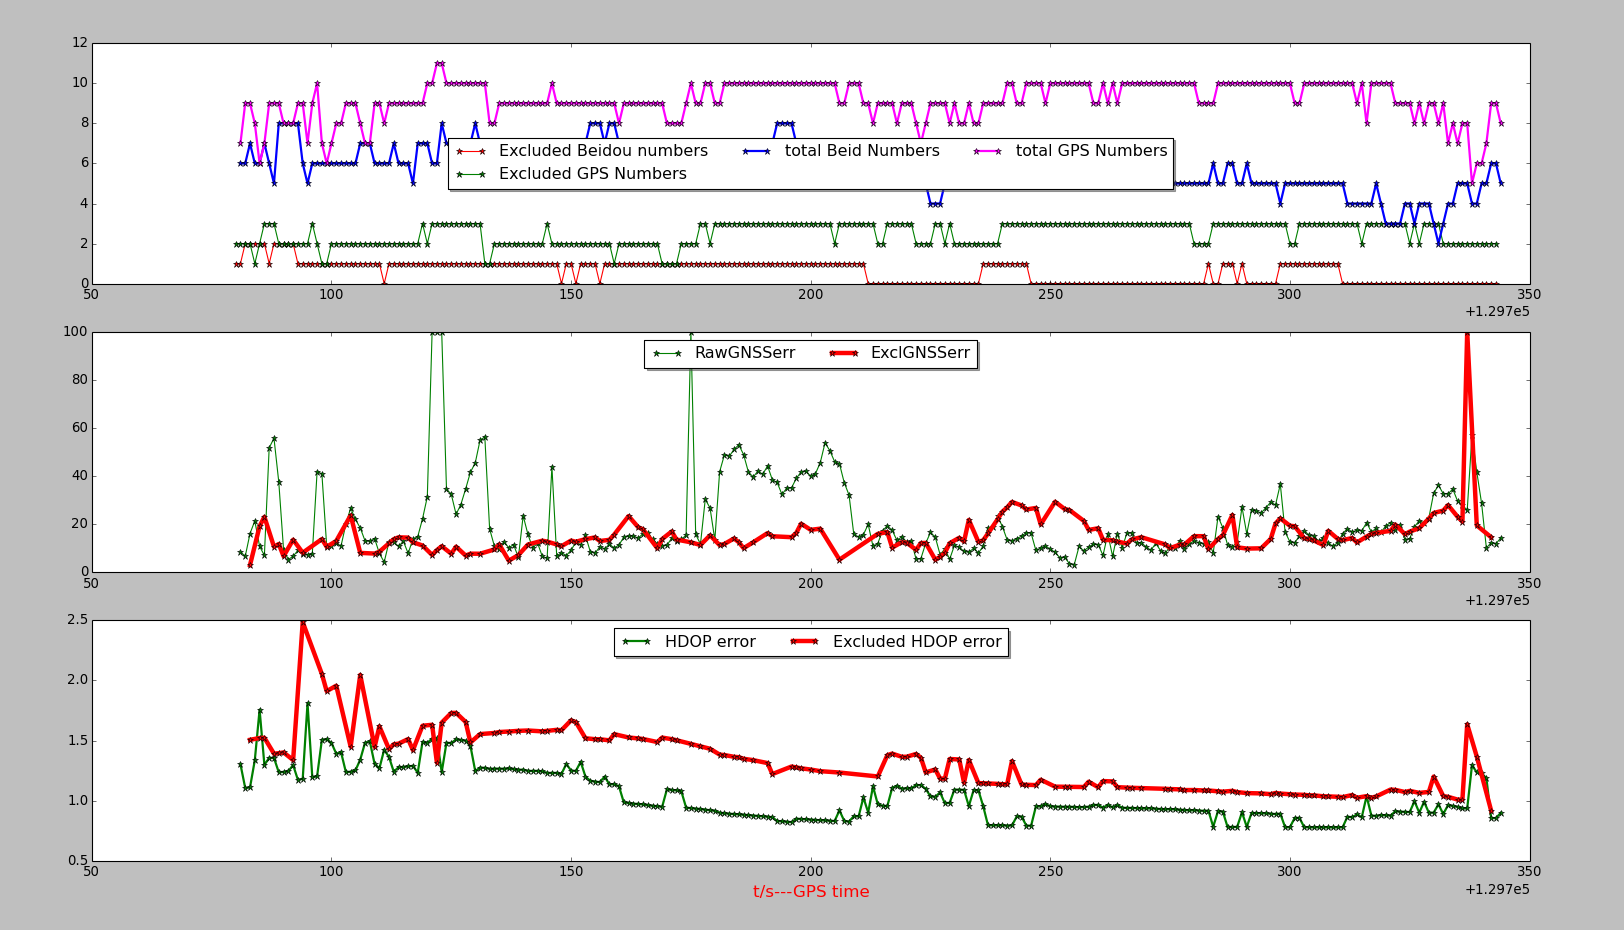 12
10
8
6
4
2
0
Excluded Beidou numbers total Beid Numbers total GPS Numbers
Excluded GPS Numbers
50 100 150 200 250 300 350
+1.297e5
100
80
60
40
20
0
RawGNSSerr ExclGNSSerr
50 100 150 200 250 300 350
+1.297e5
2.5
2.0
1.5
1.0
0.5
HDOP error Excluded HDOP error
50 100 150 200 250 300 350
+1.297e5
t/s---GPS time